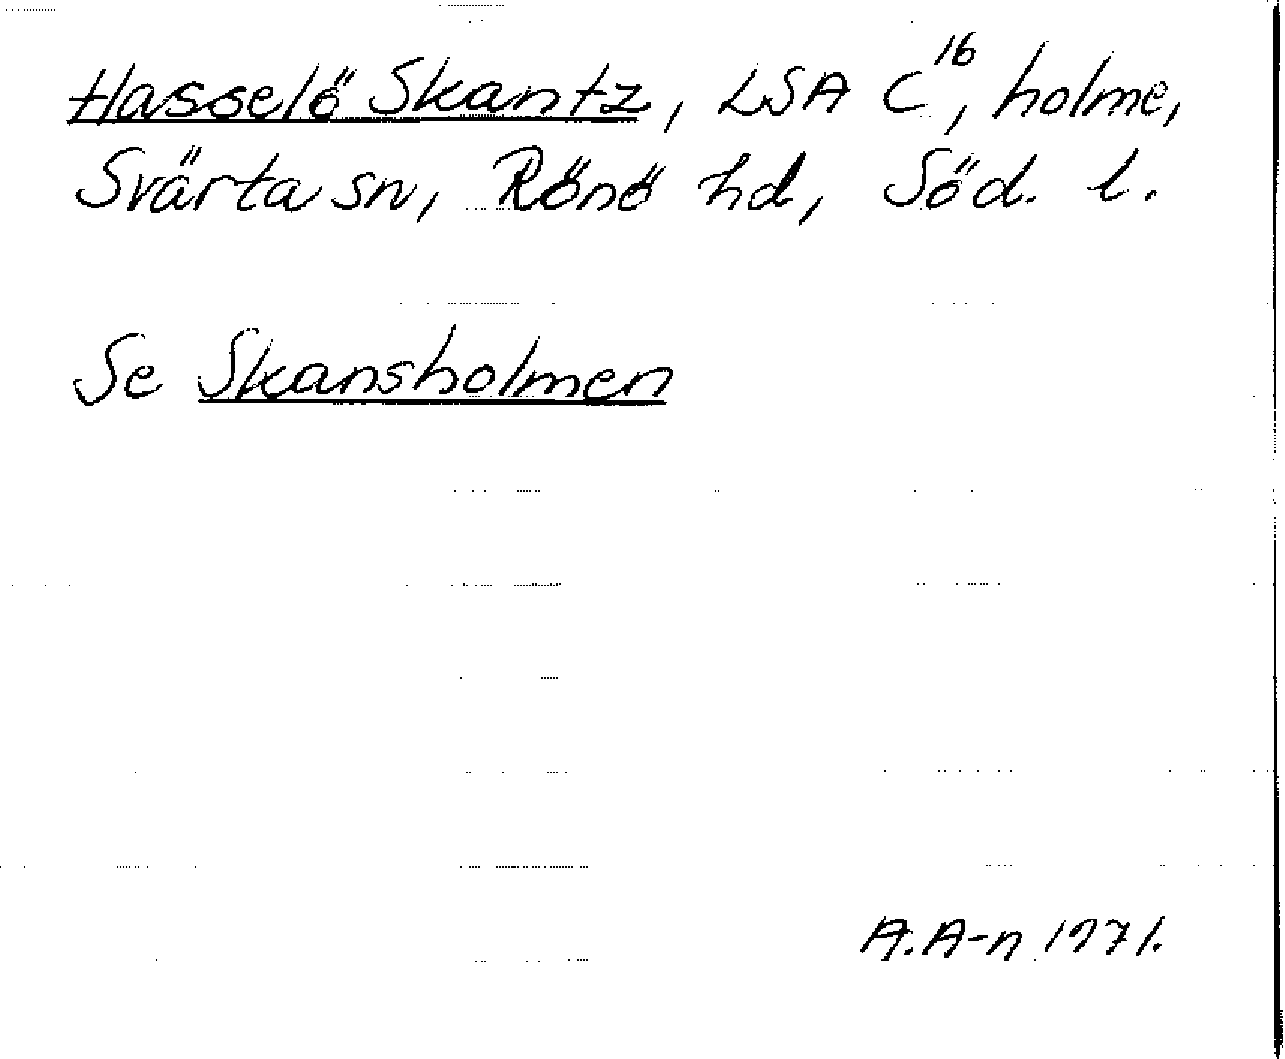 Hasselö Skantz, LSA C16, holme,
Svärta sn, Rönö hd, Söd. l.
Se Skansholmen
A.A-n 1971.